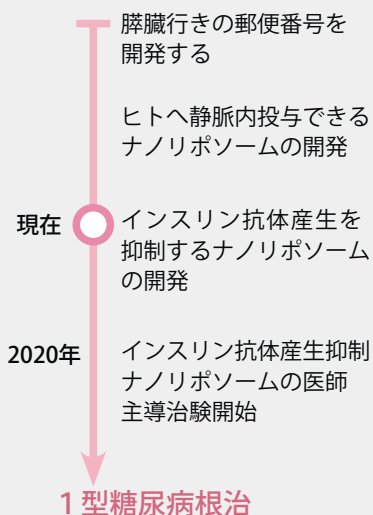 膵臓行きの郵便番号を
開発する
ヒトへ静脈内投与できる
ナノリポソームの開発
現在
インスリン抗体産生を
抑制するナノリポソーム
の開発
2020年
インスリン抗体産生抑制
ナノリポソームの医師
主導治験開始
1型糖尿病根治